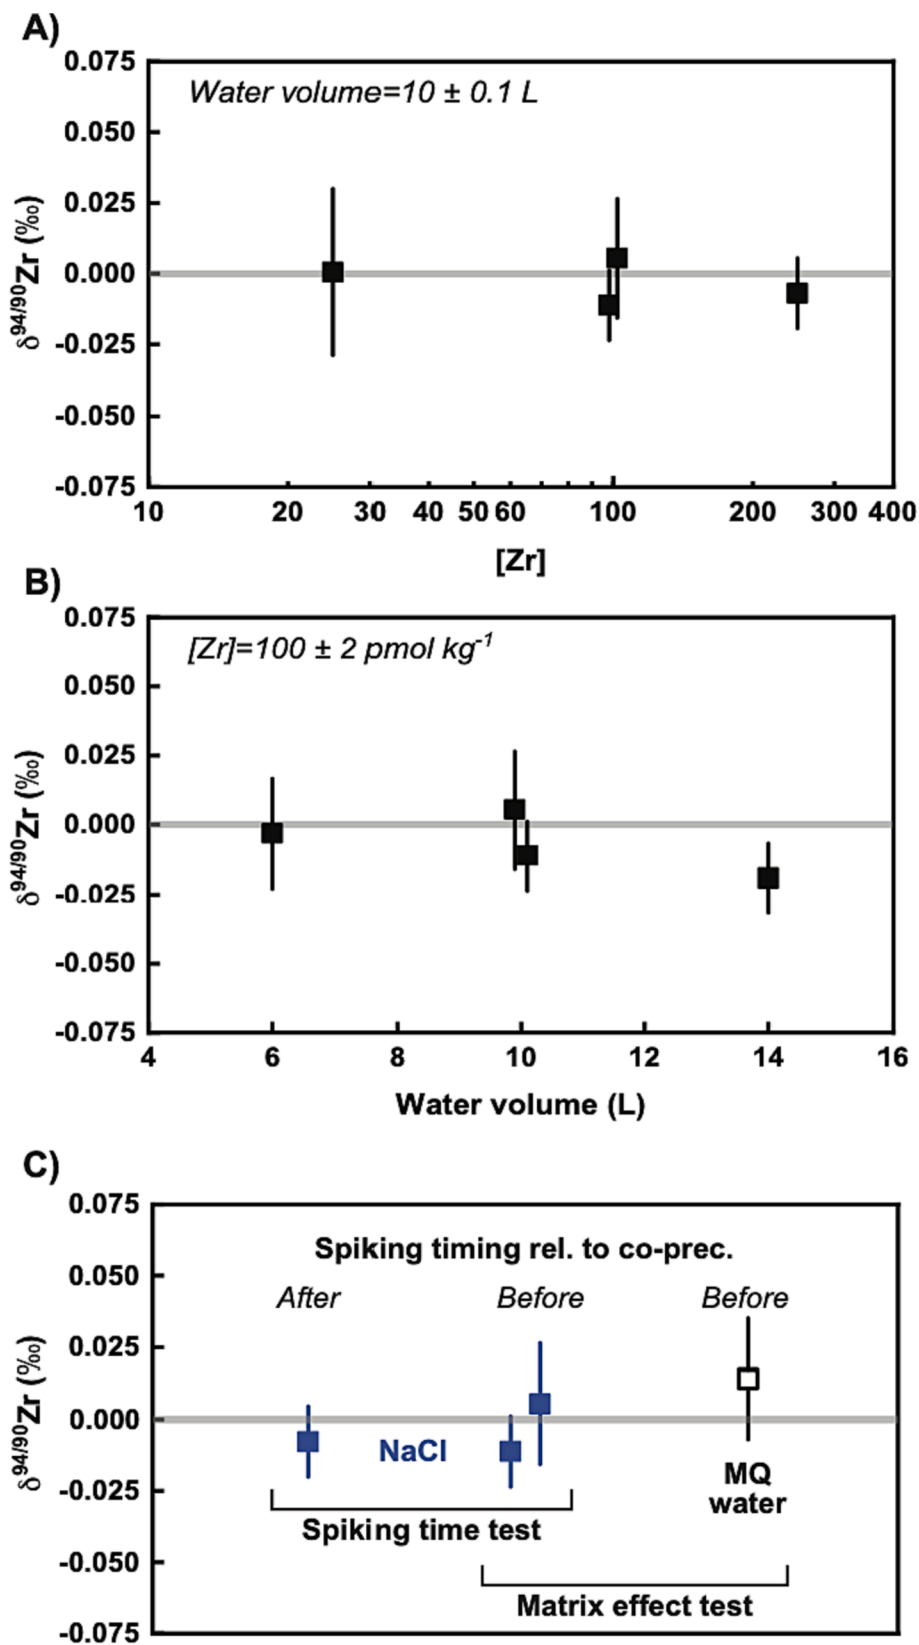 A)
0.075
0.050
0.025
0.000
-0.025
-0.050
-0.075
δ94/90Zr (‰)
Water volume=10 ± 0.1 L
10 20 30 40 50 60 100 200 300 400
[Zr]
B)
0.075
0.050
0.025
0.000
-0.025
-0.050
-0.075
δ94/90Zr (‰)
[Zr]=100 ± 2 pmol kg-1
4 6 8 10 12 14 16
Water volume (L)
C)
0.075
0.050
0.025
0.000
-0.025
-0.050
-0.075
δ94/90Zr (‰)
Spiking timing rel. to co-prec.
After Before Before
NaCl
MQ
water
Spiking time test
Matrix effect test